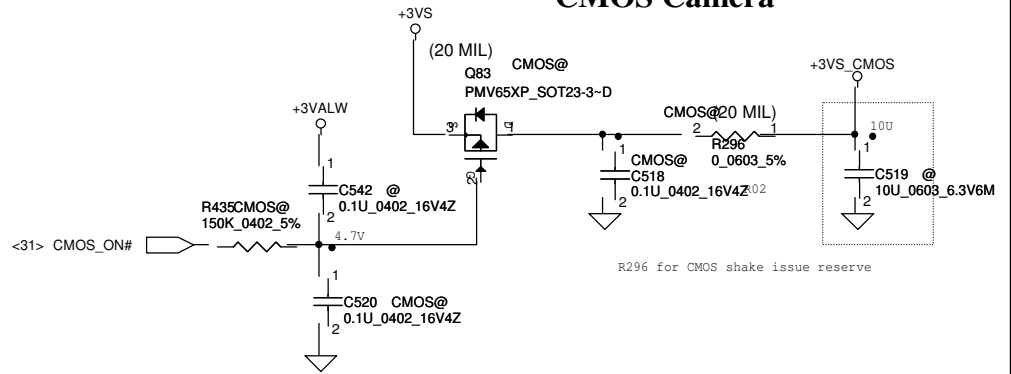 CMOS Camera
+3VS
(20 MIL)
CMOS@
Q83
PMV65XP_SOT23-3~D
+3VS_CMOS
+3VALW
3
S
D
1
G
2
CMOS@
(20 MIL)
2
1
R296
0_0603_5%
10U
1
CMOS@
C518
0.1U_0402_16V4Z
R02
2
1
C519 @
10U_0603_6.3V6M
2
1
C542 @
0.1U_0402_16V4Z
2
R435
CMOS@
150K_0402_5%
4.7V
<31> CMOS_ON#
R296 for CMOS shake issue reserve
1
C520 CMOS@
0.1U_0402_16V4Z
2